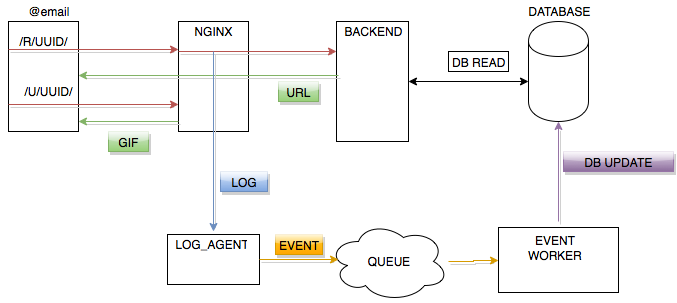 @email
NGINX
BACKEND
DATABASE
/R/UUID/
DB READ
/U/UUID/
URL
GIF
DB UPDATE
LOG
LOG_AGENT
EVENT
QUEUE
EVENT
WORKER